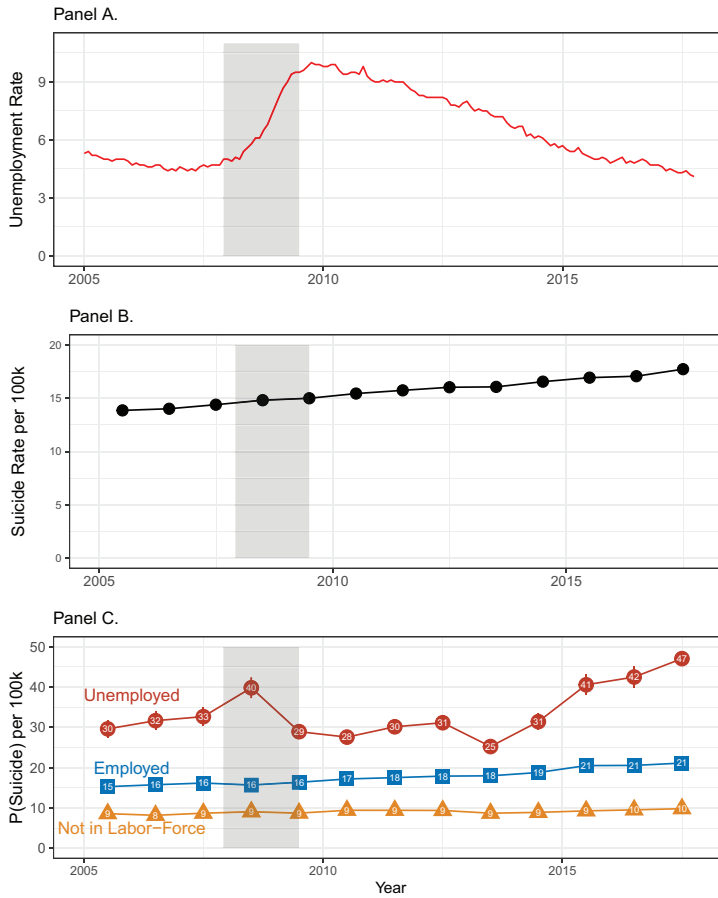 Panel A.
Unemployment Rate
9
6
3
0
2005 2010 2015
Panel B.
Suicide Rate per 100k
20
15
10
5
0
2005 2010 2015
Panel C.
P(Suicide) per 100k
50
40
30
20
10
0
Unemployed
30 32 33 40 29 28 30 31 25 31 41 42 47
Employed
15 16 16 16 16 17 18 18 18 19 21 21 21
9 8 9 9 9 9 9 9 9 9 9 10 10
Not in Labor-Force
2005 2010 2015
Year